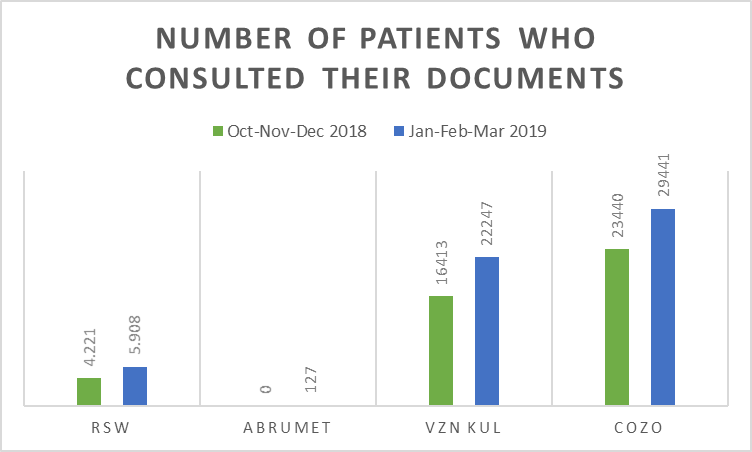 NUMBER OF PATIENTS WHO
CONSULTED THEIR DOCUMENTS
Oct-Nov-Dec 2018 Jan-Feb-Mar 2019
4.221
5.908
0
127
16413
22247
23440
29441
RSW ABRUMET VZN KUL COZO